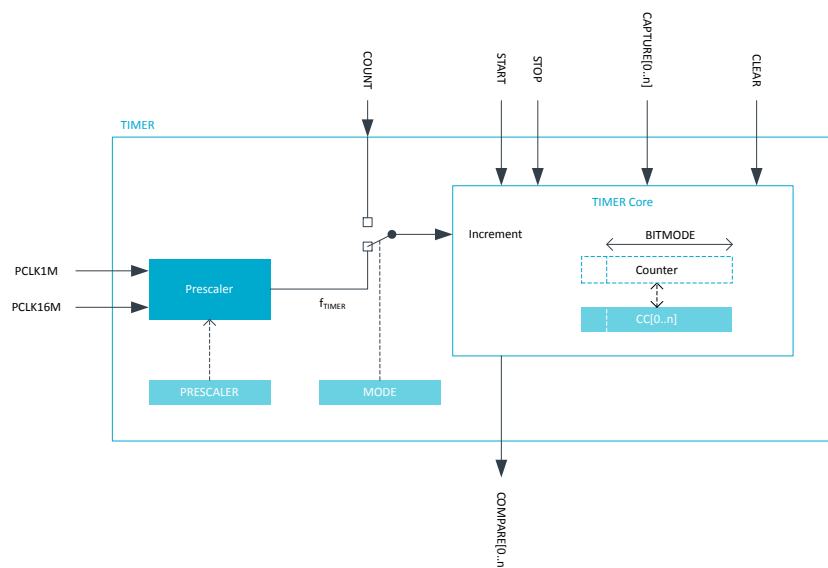 COUNT
START
STOP
CAPTURE[0..n]
CLEAR
TIMER
TIMER Core
Increment
BITMODE
Counter
CC[0..n]
PCLK1M
PCLK16M
Prescaler
fTIMER
PRESCALER
MODE
COMPARE[0..n